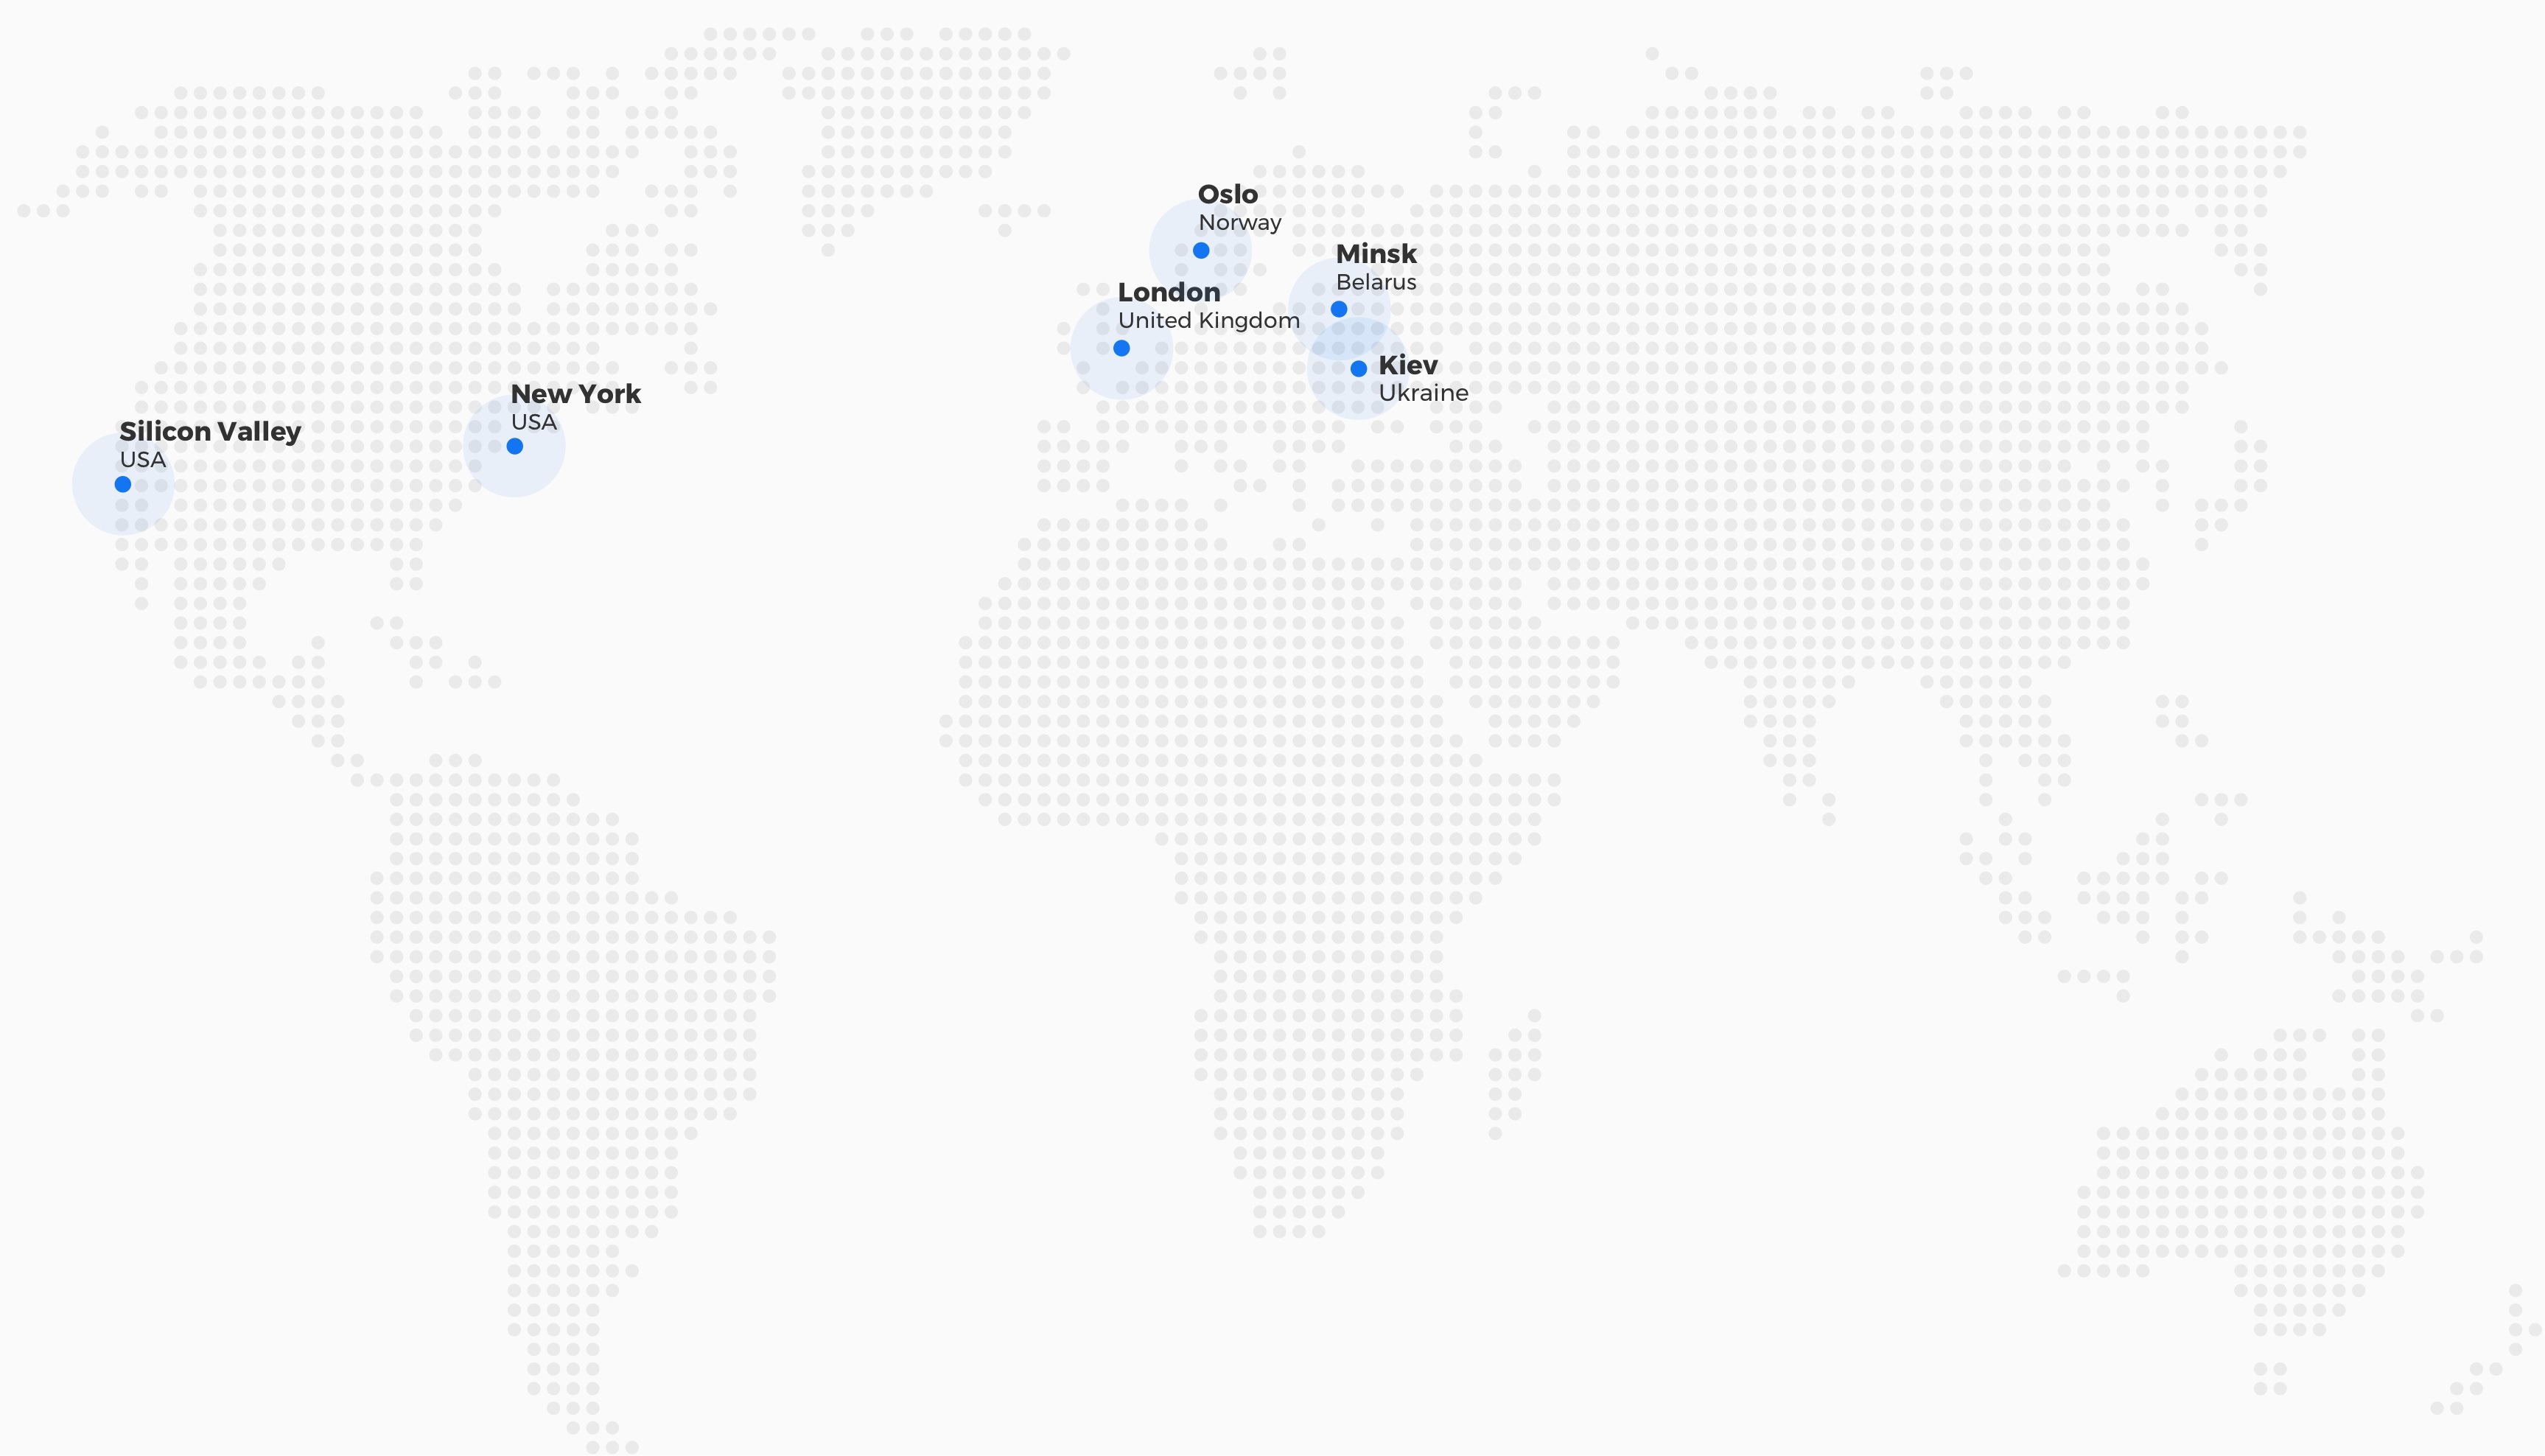 Oslo
Norway
Minsk
Belarus
London
United Kingdom
Kiev
Ukraine
New York
USA
Silicon Valley
USA